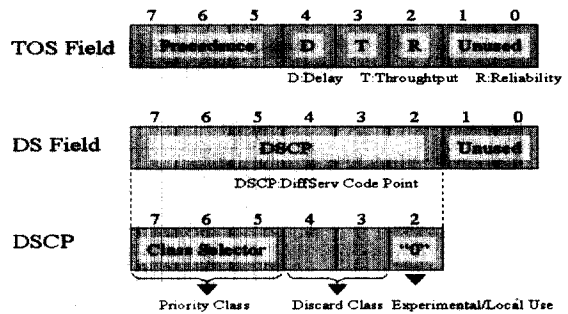 7 6 5 4 3 2 1 0
TOS Field Precedence D T R Unused
D:Delay T:Throughtput R:Reliability
7 6 5 4 3 2 1 0
DS Field DSCP Unused
DSCP:DiffServ Code Point
7 6 5 4 3 2
DSCP Class Selector "0"
Priority Class Discard Class Experimental/Local Use